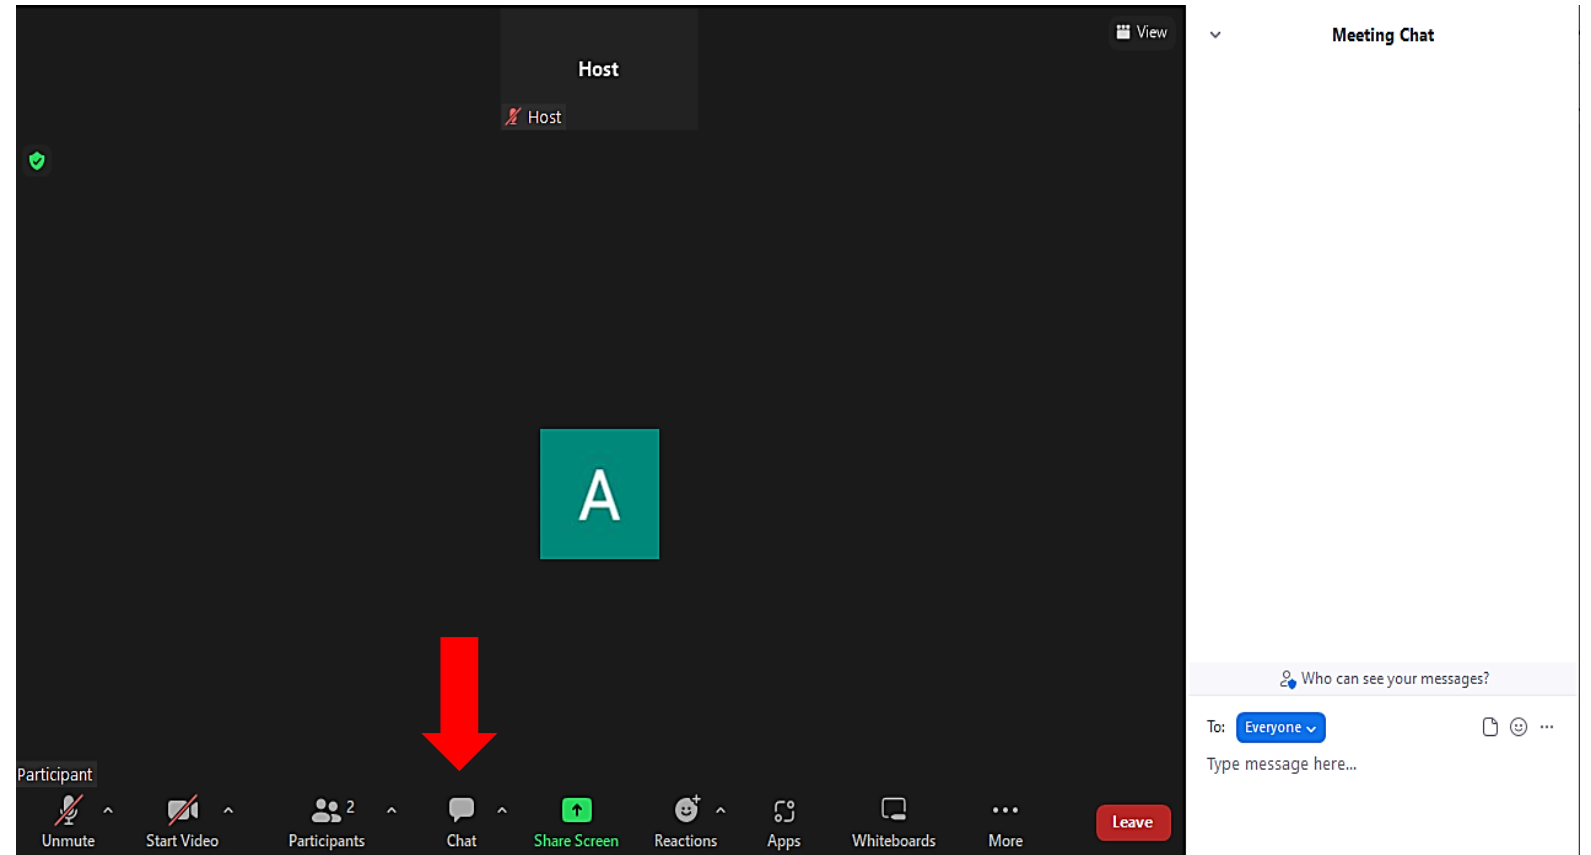 View
Host
Host
A
Participant
2
Unmute
Start Video
Participants
Chat
Share Screen
Reactions
Apps
Whiteboards
More
Leave
Meeting Chat
Who can see your messages?
To: Everyone
Type message here...